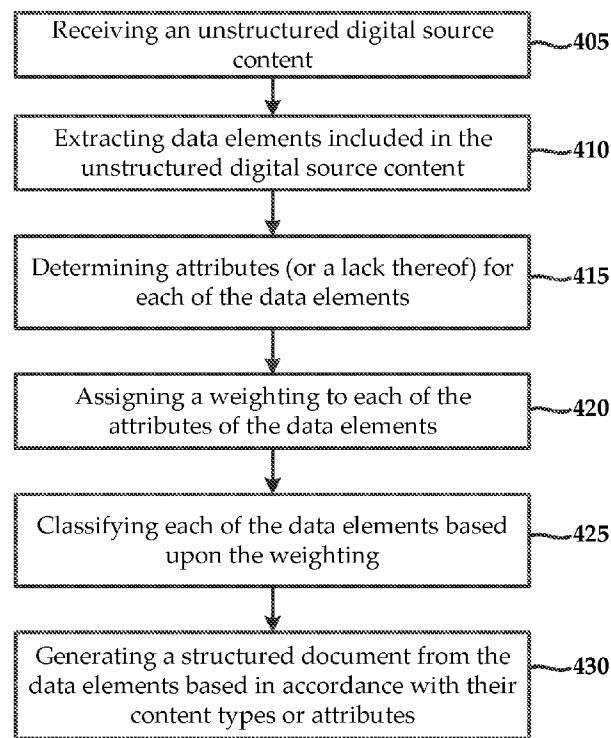 Receiving an unstructured digital source
content
405
Extracting data elements included in the
unstructured digital source content
410
Determining attributes (or a lack thereof) for
each of the data elements
415
Assigning a weighting to each of the
attributes of the data elements
420
Classifying each of the data elements based
upon the weighting
425
Generating a structured document from the
data elements based in accordance with their
content types or attributes
430